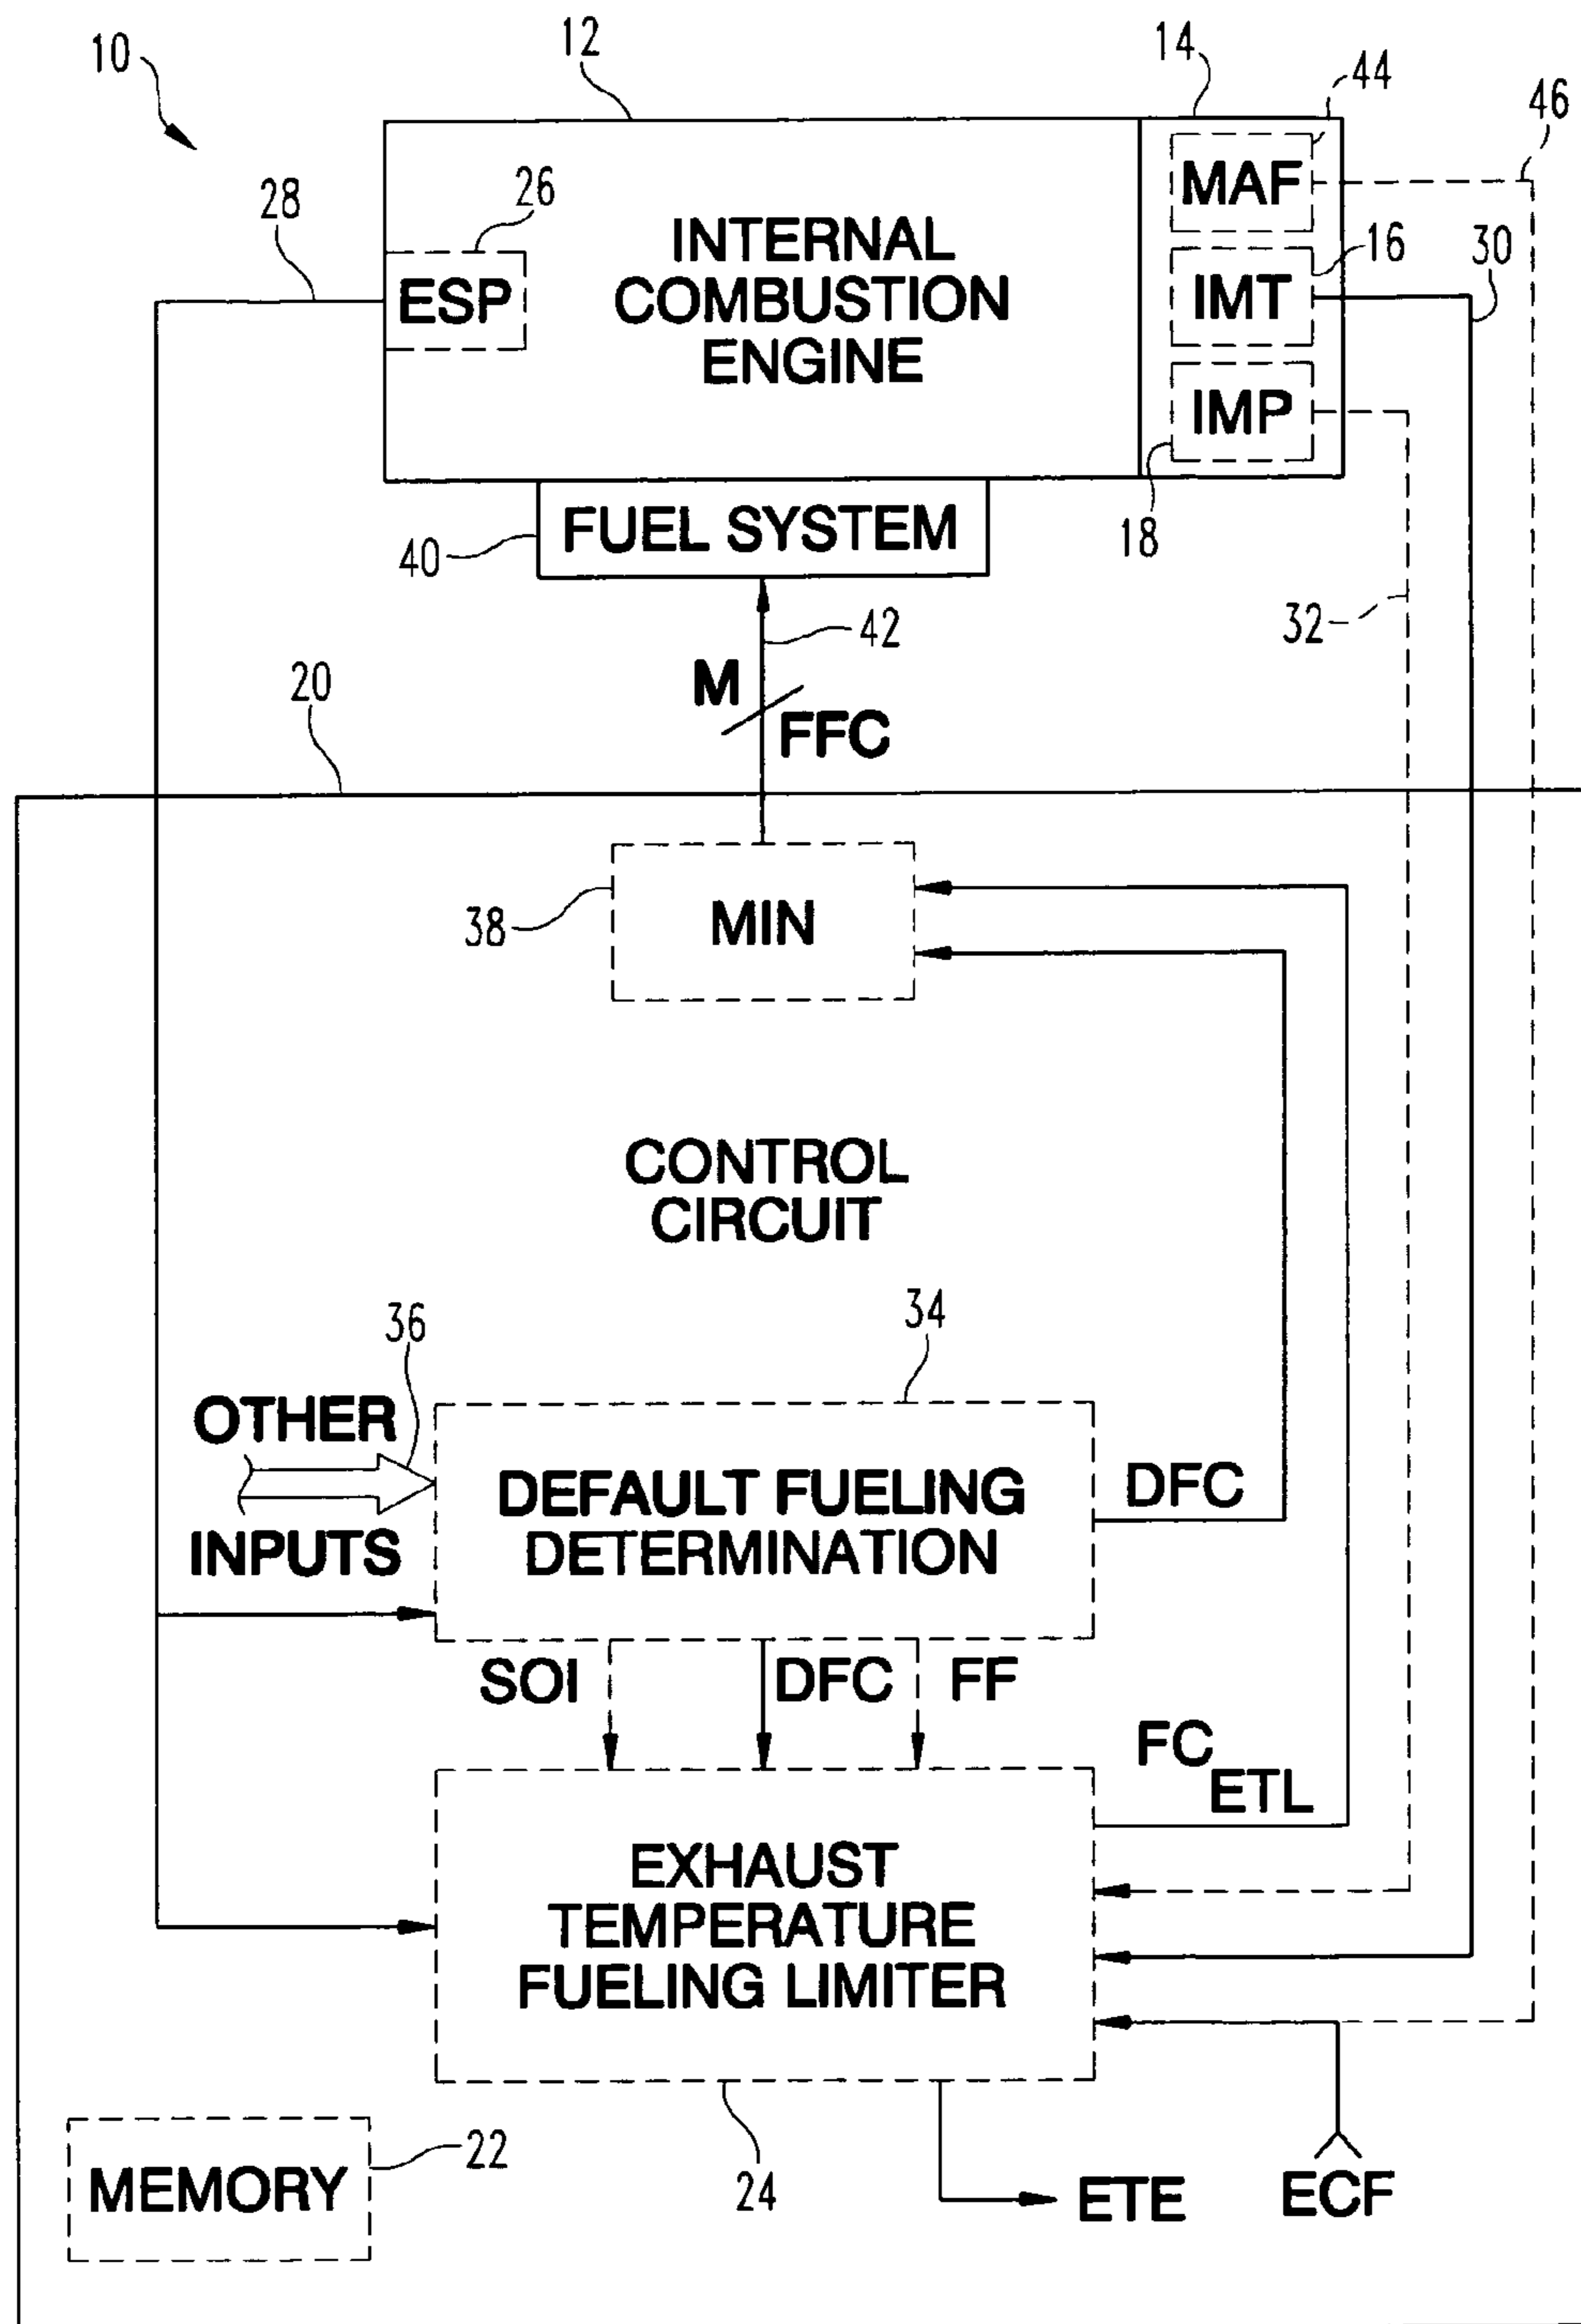 10
12
14
44
46
MAF
28
26
16
30
INTERNAL
COMBUSTION
ENGINE
ESP
IMT
IMP
18
40
FUEL SYSTEM
42
32
M
FFC
20
38
MIN
CONTROL
CIRCUIT
36
34
OTHER
INPUTS
DEFAULT FUELING
DETERMINATION
DFC
SOI
DFC
FF
FC
ETL
EXHAUST
TEMPERATURE
FUELING LIMITER
MEMORY
22
24
ETE
ECF